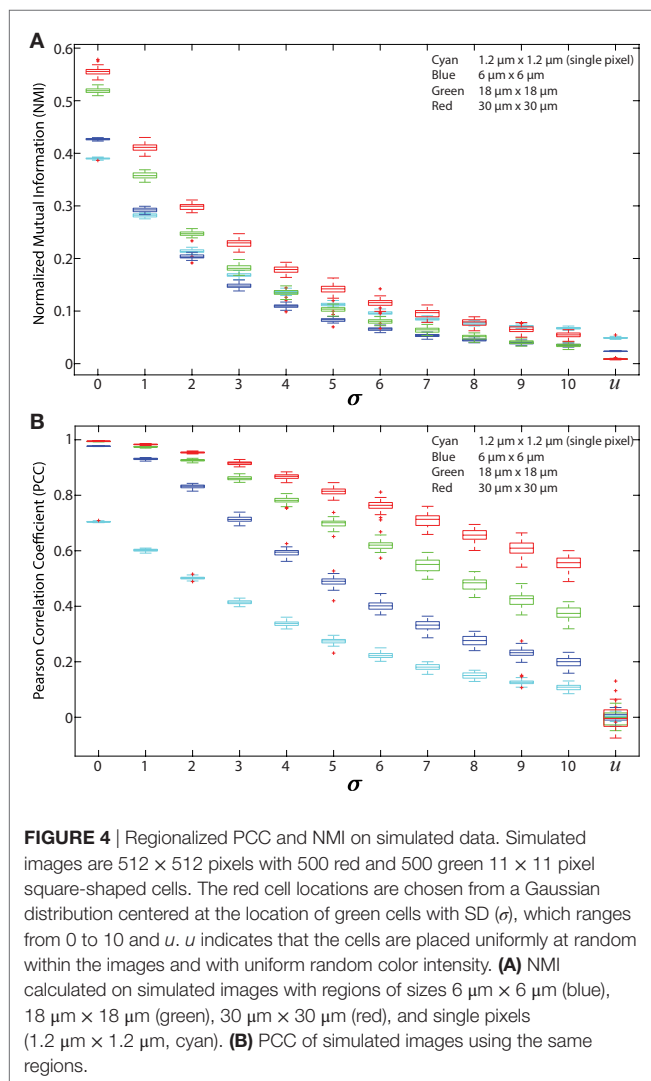 A
0.6
0.5
0.4
0.3
0.2
0.1
0
Normalized Mutual Information (NMI)
Cyan 1.2 µm x 1.2 µm (single pixel)
Blue 6 µm x 6 µm
Green 18 µm x 18 µm
Red 30 µm x 30 µm
0 1 2 3 4 5 6 7 8 9 10 u
σ
B
1
0.8
0.6
0.4
0.2
0
Pearson Correlation Coefficient (PCC)
Cyan 1.2 µm x 1.2 µm (single pixel)
Blue 6 µm x 6 µm
Green 18 µm x 18 µm
Red 30 µm x 30 µm
0 1 2 3 4 5 6 7 8 9 10 u
σ
FIGURE 4 | Regionalized PCC and NMI on simulated data. Simulated
images are 512 × 512 pixels with 500 red and 500 green 11 × 11 pixel
square-shaped cells. The red cell locations are chosen from a Gaussian
distribution centered at the location of green cells with SD (σ), which ranges
from 0 to 10 and u. u indicates that the cells are placed uniformly at random
within the images and with uniform random color intensity. (A) NMI
calculated on simulated images with regions of sizes 6 µm × 6 µm (blue),
18 µm × 18 µm (green), 30 µm × 30 µm (red), and single pixels
(1.2 µm × 1.2 µm, cyan). (B) PCC of simulated images using the same
regions.